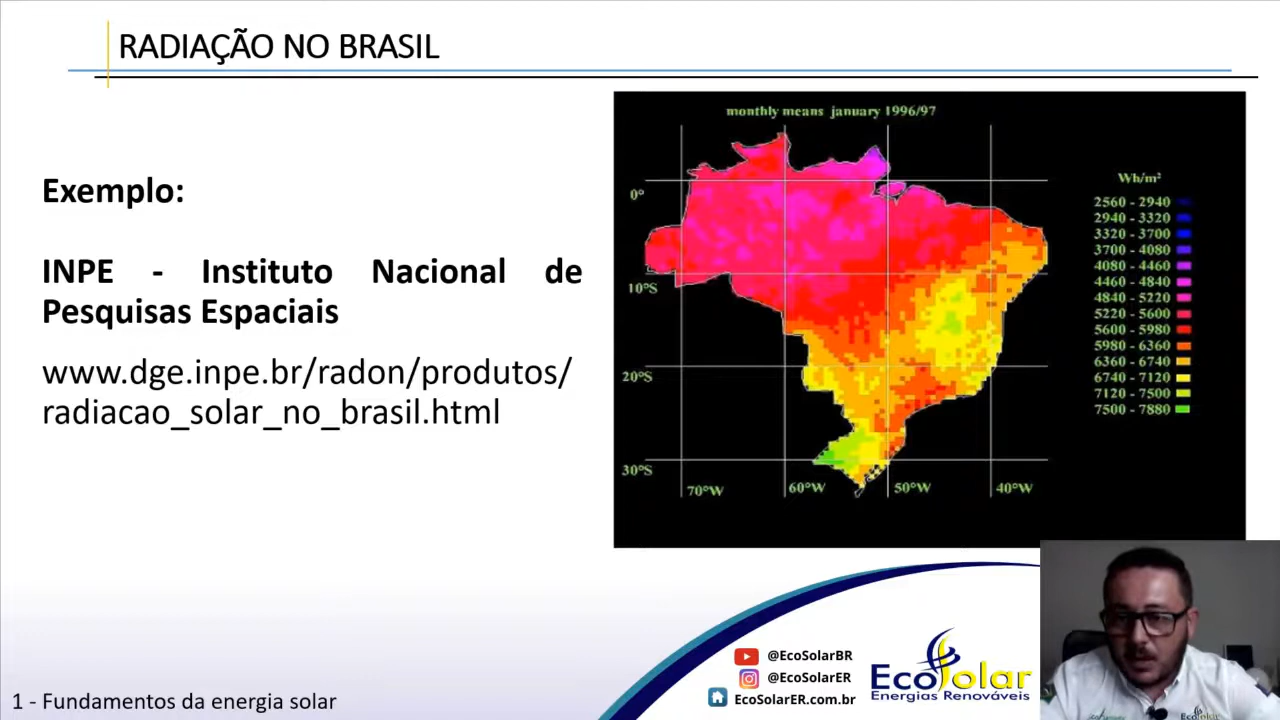 RADIAÇÃO NO BRASIL
Exemplo:
INPE - Instituto Nacional de
Pesquisas Espaciais
www.dge.inpe.br/radon/produtos/
radiacao_solar_no_brasil.html
monthly means january 1996/97
Wh/m²
2560 - 2940
2940 - 3320
3320 - 3700
3700 - 4080
4080 - 4460
4460 - 4840
4840 - 5220
5220 - 5600
5600 - 5980
5980 - 6360
6360 - 6740
6740 - 7120
7120 - 7500
7500 - 7880
0°
10°S
20°S
30°S
70°W
60°W
50°W
40°W
@EcoSolarBR
@EcoSolarER
EcoSolarER.com.br
EcoSolar
Energias Renováveis
1 - Fundamentos da energia solar